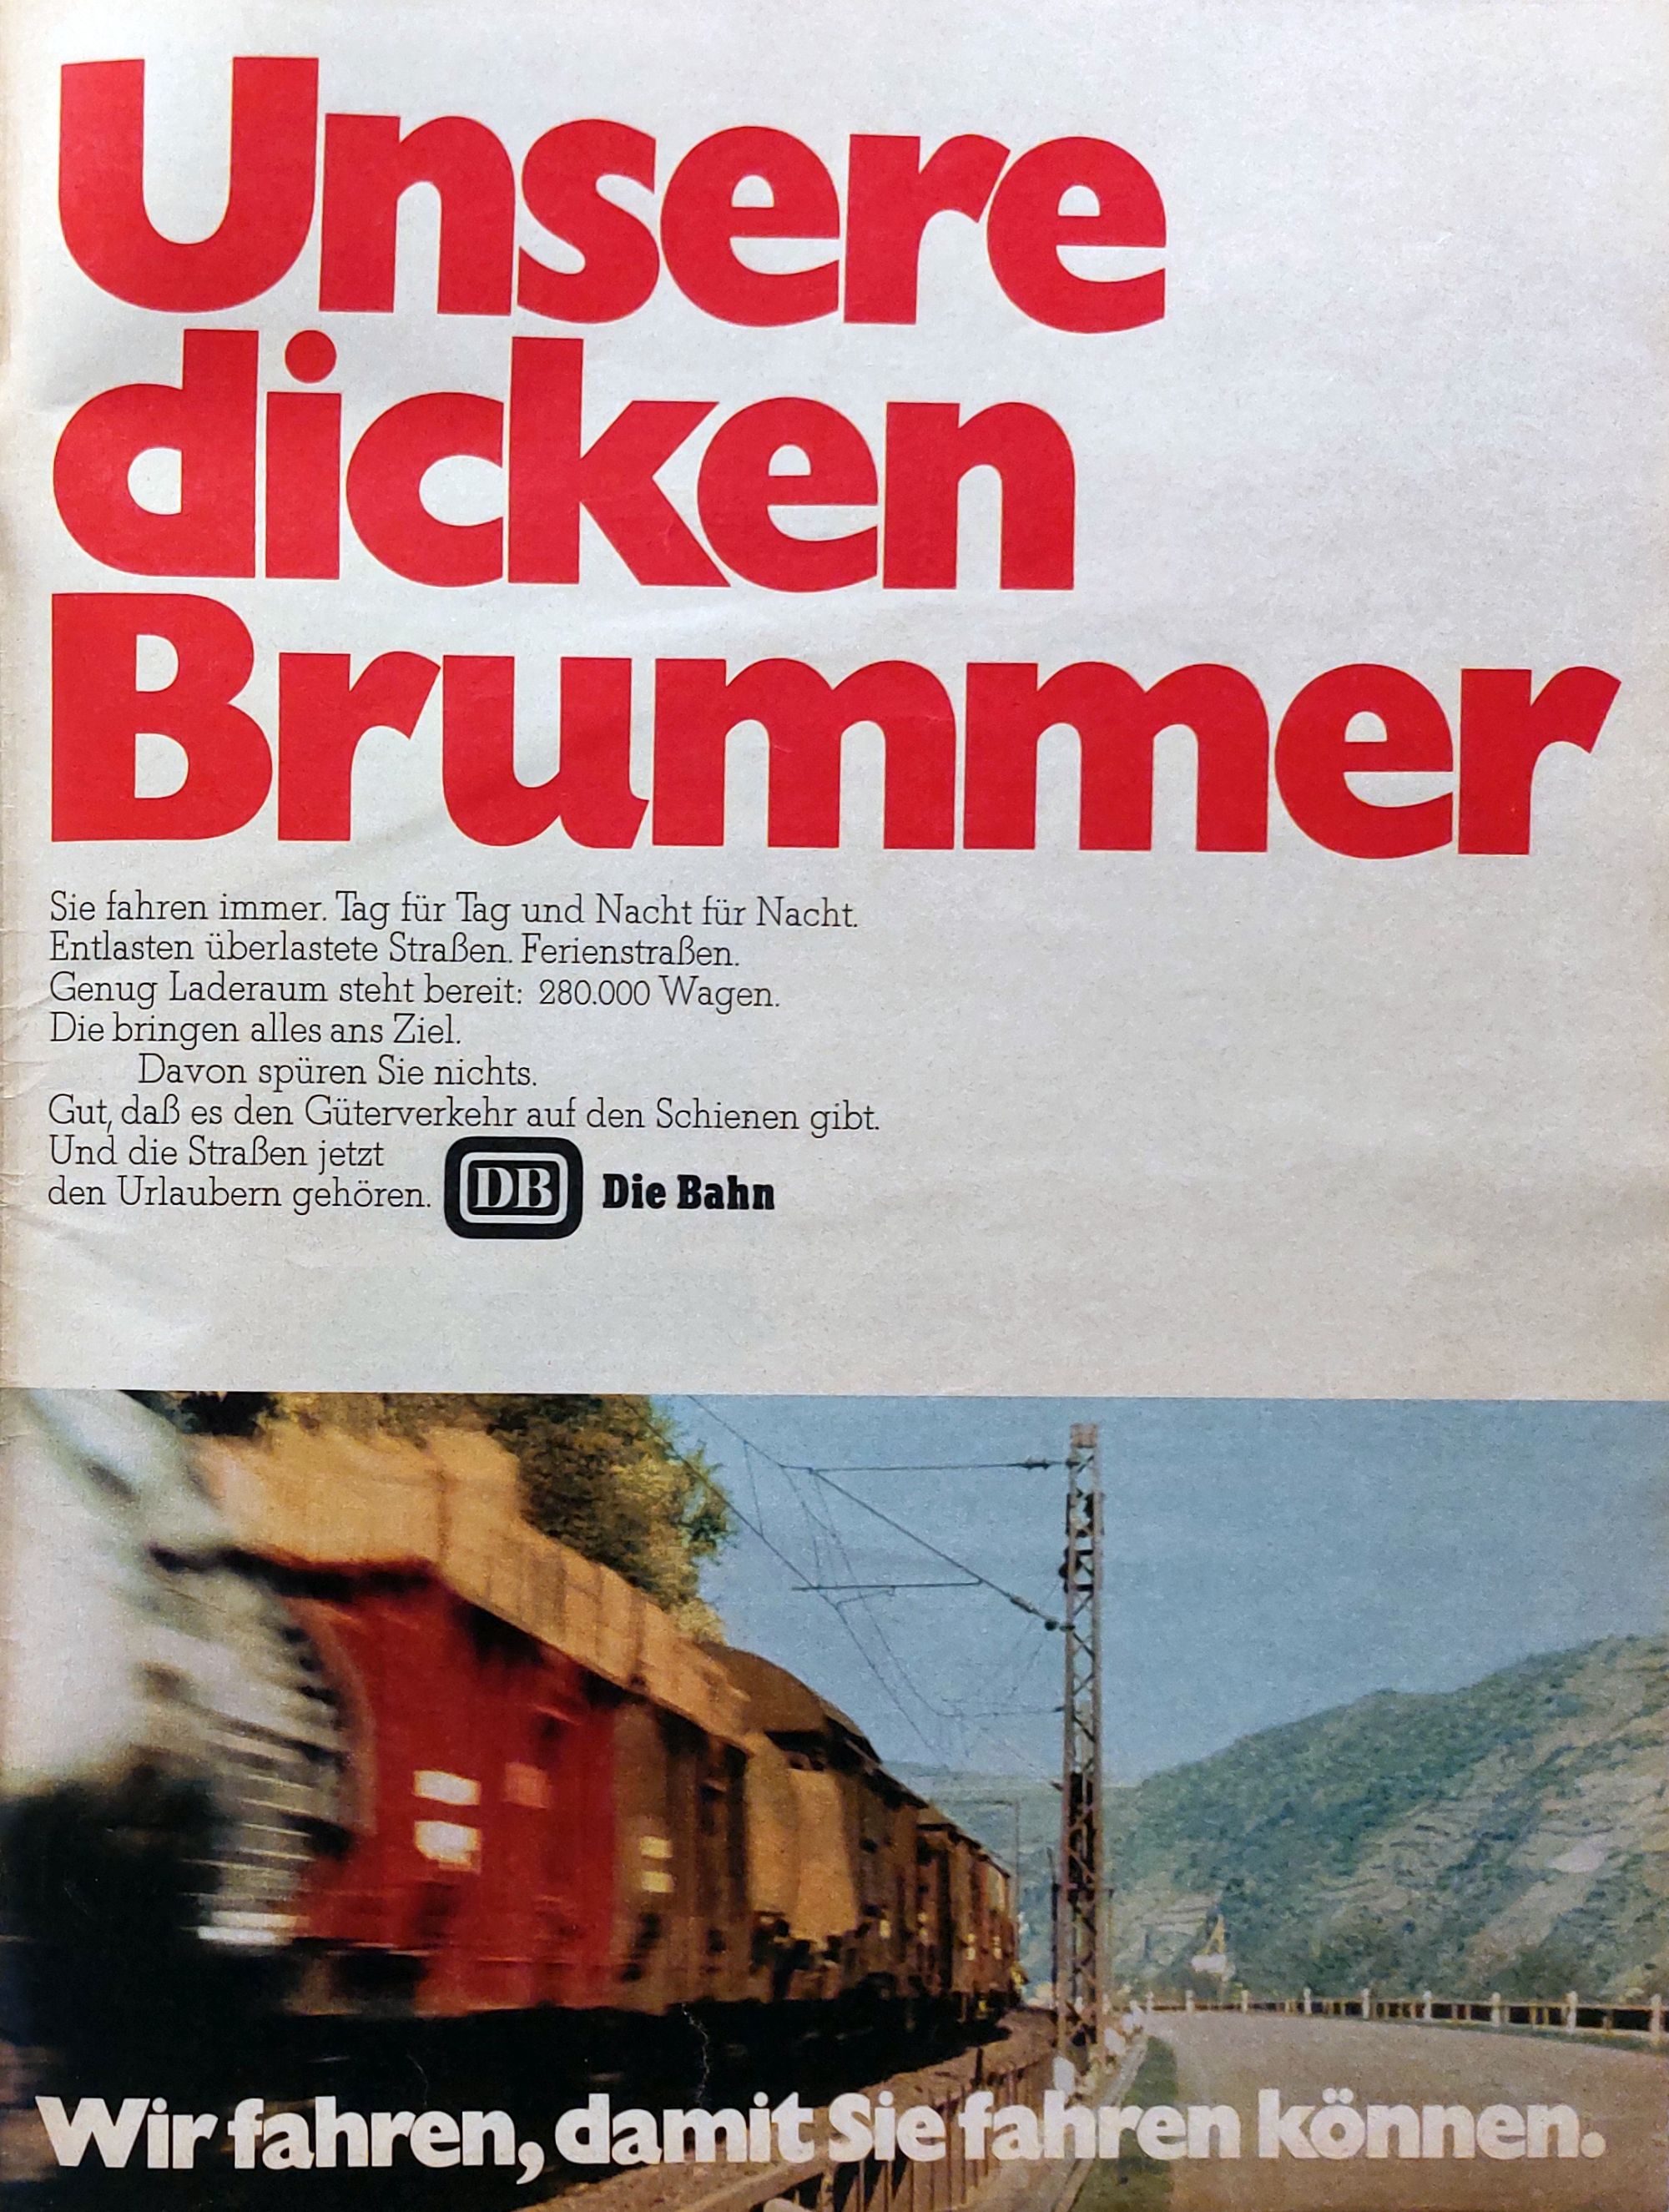 Unsere
dicken
Brummer
Sie fahren immer. Tag für Tag und Nacht für Nacht.
Entlasten überlastete Straßen. Ferienstraßen.
Genug Laderaum steht bereit: 280.000 Wagen.
Die bringen alles ans Ziel.
Davon spüren Sie nichts.
Gut, daß es den Güterverkehr auf den Schienen gibt.
Und die Straßen jetzt
den Urlaubern gehören.
DB Die Bahn
Wir fahren, damit Sie fahren können.